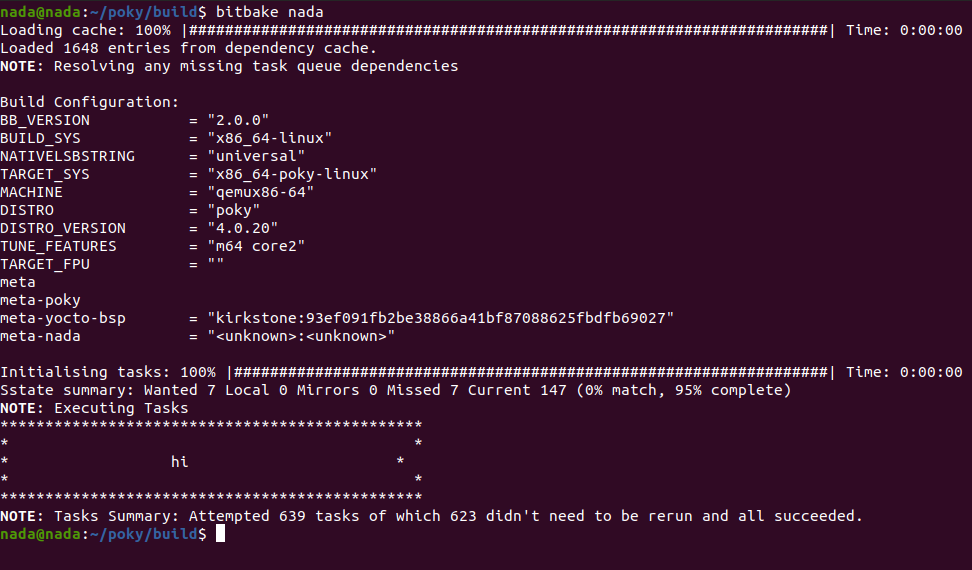 nada@nada:~/poky/build$ bitbake nada
Loading cache: 100% |#######################################################################| Time: 0:00:00
Loaded 1648 entries from dependency cache.
NOTE: Resolving any missing task queue dependencies

Build Configuration:
BB_VERSION           = "2.0.0"
BUILD_SYS            = "x86_64-linux"
NATIVELSBSTRING      = "universal"
TARGET_SYS           = "x86_64-poky-linux"
MACHINE              = "qemux86-64"
DISTRO               = "poky"
DISTRO_VERSION       = "4.0.20"
TUNE_FEATURES        = "m64 core2"
TARGET_FPU           = ""
meta
meta-poky
meta-yocto-bsp       = "kirkstone:93ef091fb2be38866a41bf87088625fbdfb69027"
meta-nada            = "<unknown>:<unknown>"

Initialising tasks: 100% |##################################################################| Time: 0:00:00
Sstate summary: Wanted 7 Local 0 Mirrors 0 Missed 7 Current 147 (0% match, 95% complete)
NOTE: Executing Tasks
***********************************************
*                                             *
*                  hi                       *
*                                             *
***********************************************
NOTE: Tasks Summary: Attempted 639 tasks of which 623 didn't need to be rerun and all succeeded.
nada@nada:~/poky/build$